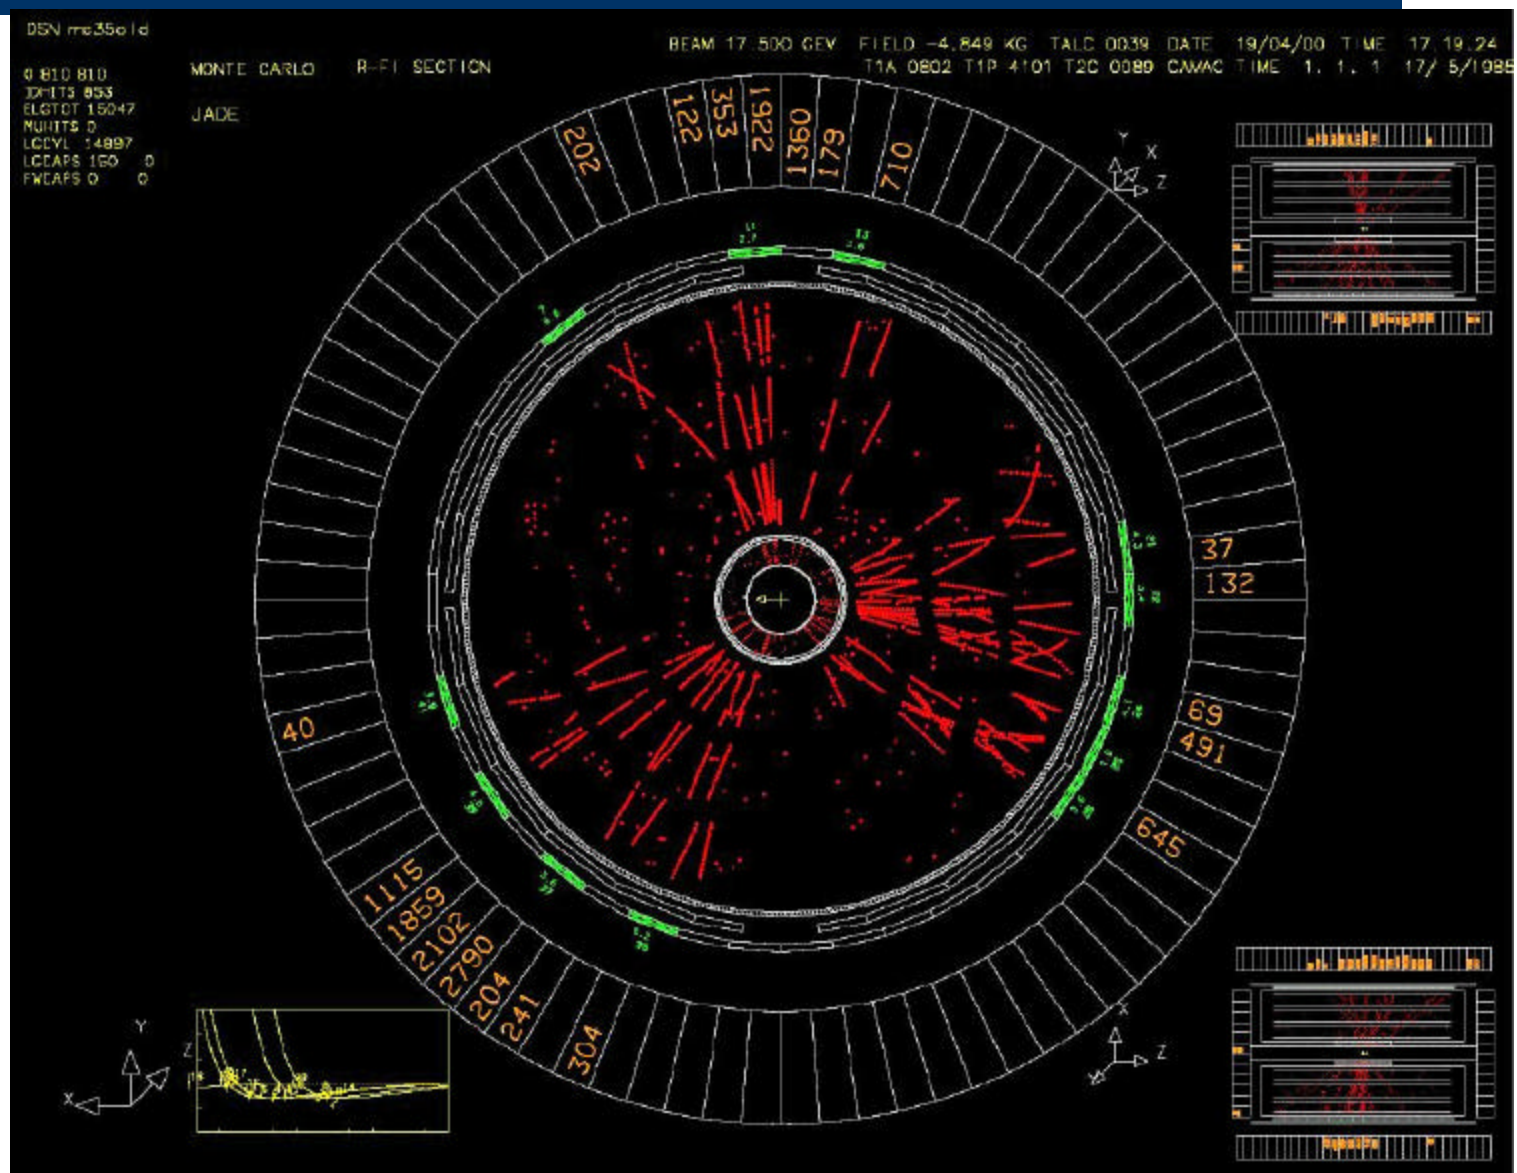 DSN mc35old
BEAM 17.500 GEV FIELD -4.849 KG TALC 0039 DATE 19/04/00 TIME 17.19.24
T1A 0802 T1P 4101 T2C 0089 CAMAC TIME 1. 1. 1 17/ 5/1985
MONTE CARLO R-FI SECTION
JADE
0 810 810
JDHITS 853
ELGTOT 15047
MUHITS 0
LGCYL 14897
LGCAPS 150 0
FWCAPS 0 0
202
122
353
1922
1360
179
710
37
132
69
491
645
40
1115
1859
2102
2790
204
241
304
Y
X
Z
X
Z
Y
X
Z